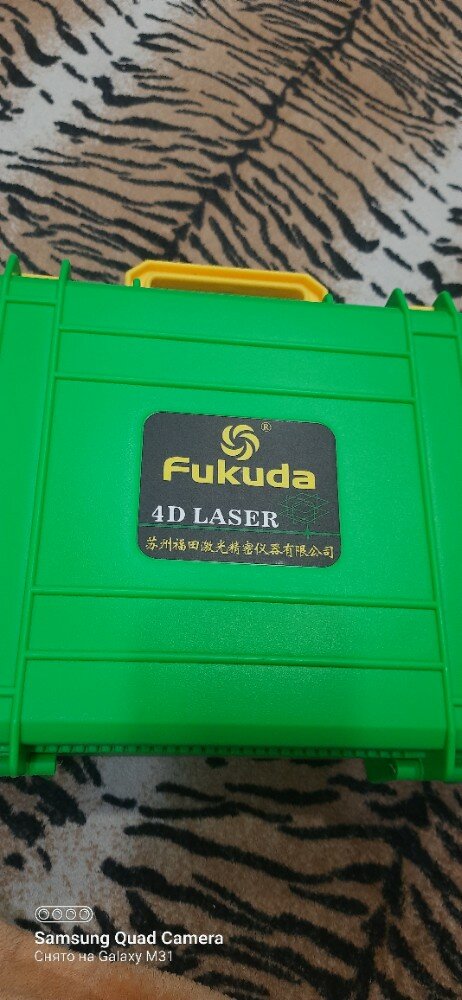 ®
Fukuda
4D LASER
苏州福田激光精密仪器有限公司
Samsung Quad Camera
Снято на Galaxy M31